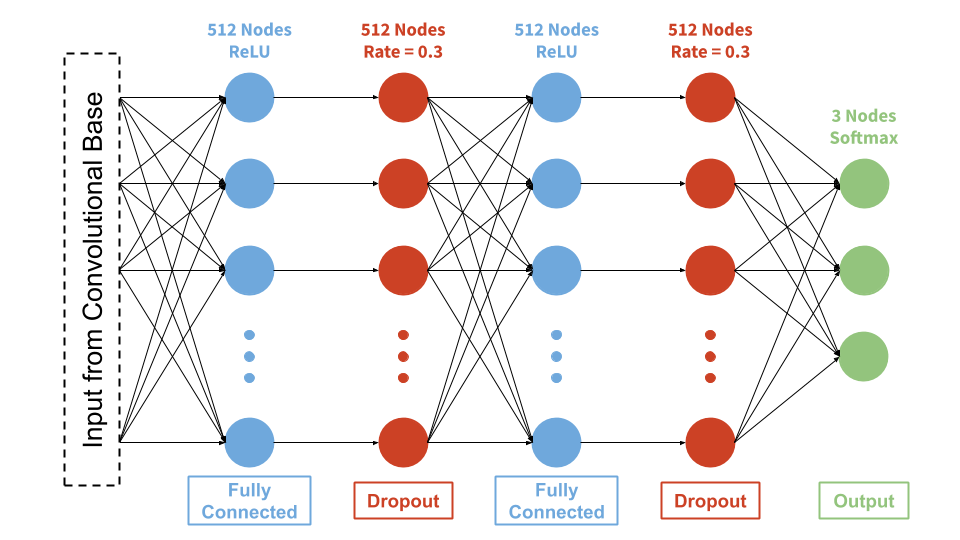 512 Nodes
ReLU
512 Nodes
Rate = 0.3
512 Nodes
ReLU
512 Nodes
Rate = 0.3
3 Nodes
Softmax
Input from Convolutional Base
Fully
Connected
Dropout
Fully
Connected
Dropout
Output